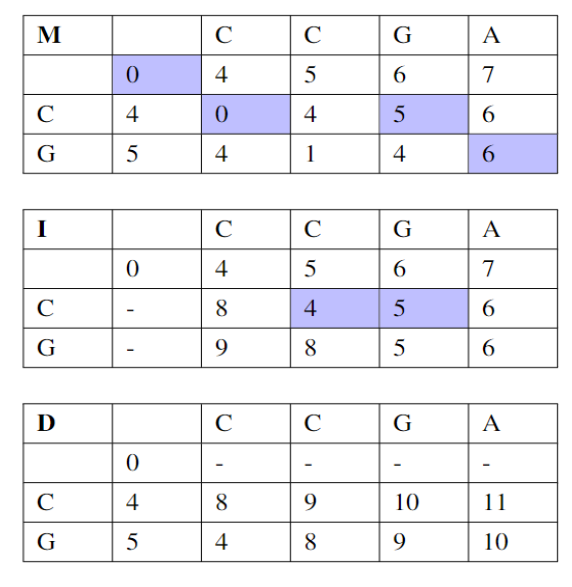 M C C G A
0 4 5 6 7
C 4 0 4 5 6
G 5 4 1 4 6
I C C G A
0 4 5 6 7
C - 8 4 5 6
G - 9 8 5 6
D C C G A
0 - - - -
C 4 8 9 10 11
G 5 4 8 9 10